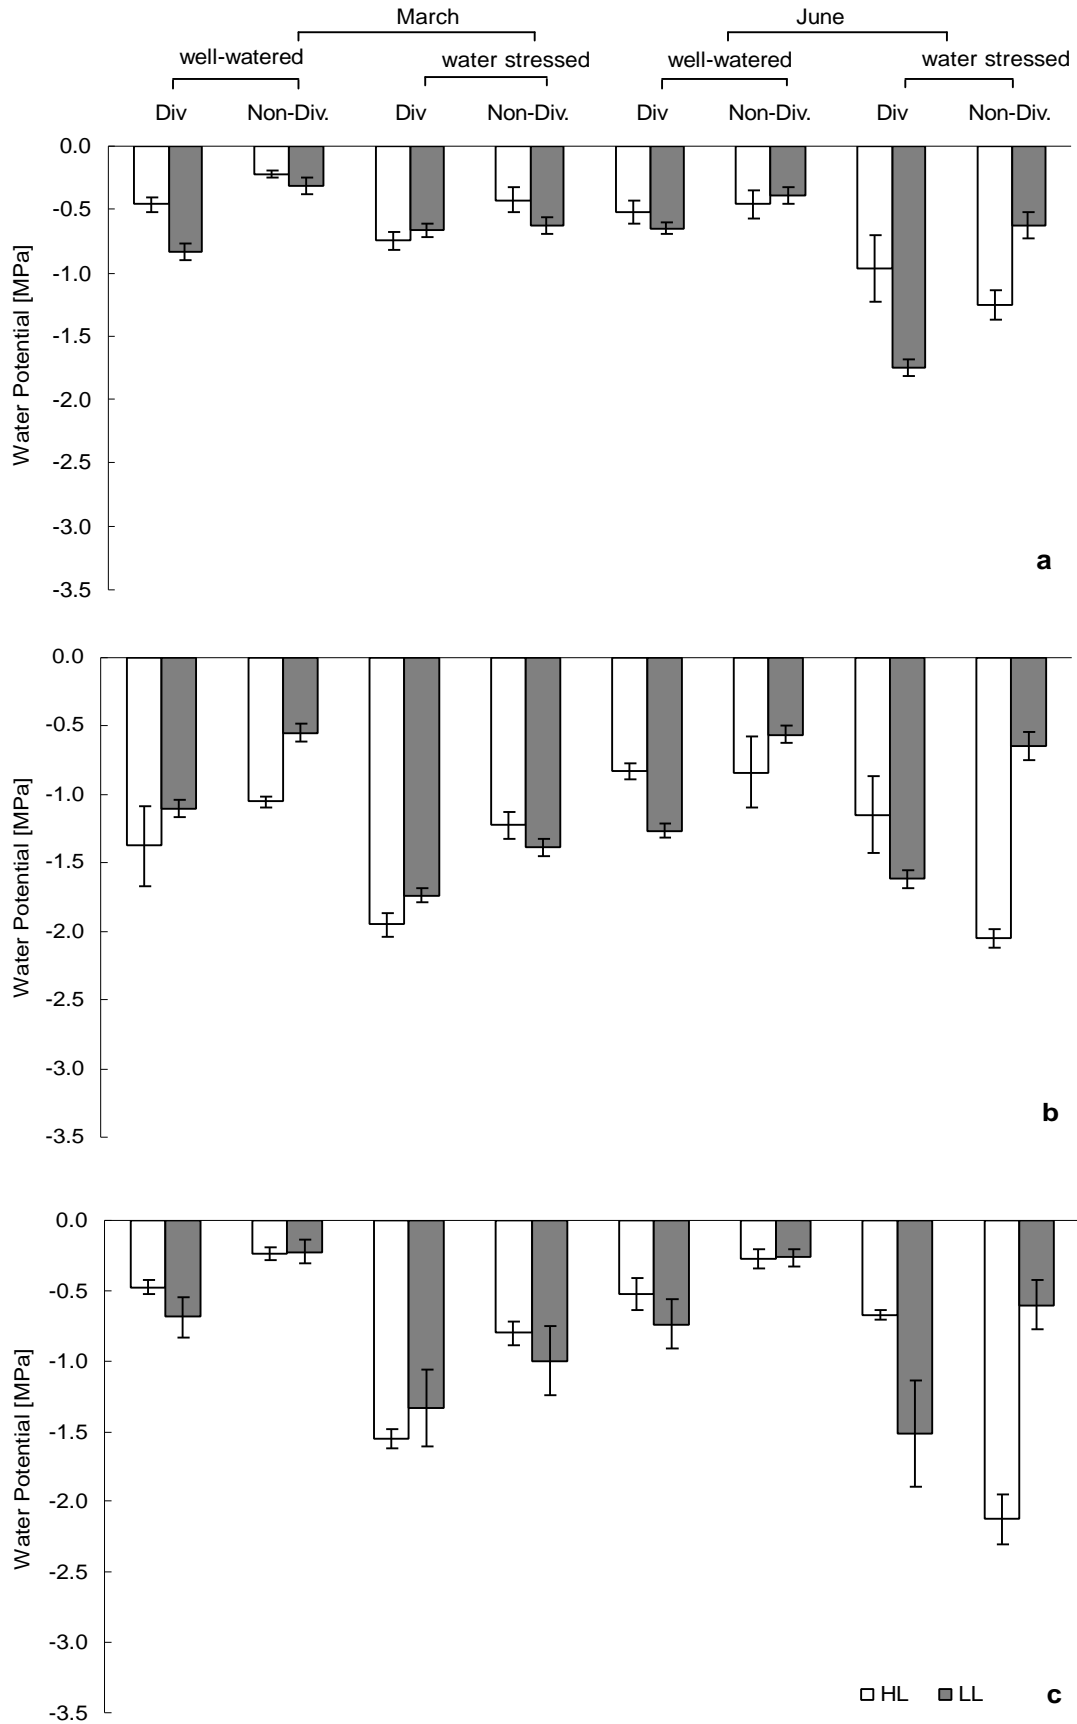 March June
well-watered water stressed well-watered water stressed
Div Non-Div. Div Non-Div. Div Non-Div. Div Non-Div.
0.0
-0.5
-1.0
-1.5
-2.0
-2.5
-3.0
-3.5
Water Potential [MPa]
a
0.0
-0.5
-1.0
-1.5
-2.0
-2.5
-3.0
-3.5
Water Potential [MPa]
b
0.0
-0.5
-1.0
-1.5
-2.0
-2.5
-3.0
-3.5
Water Potential [MPa]
HL LL c